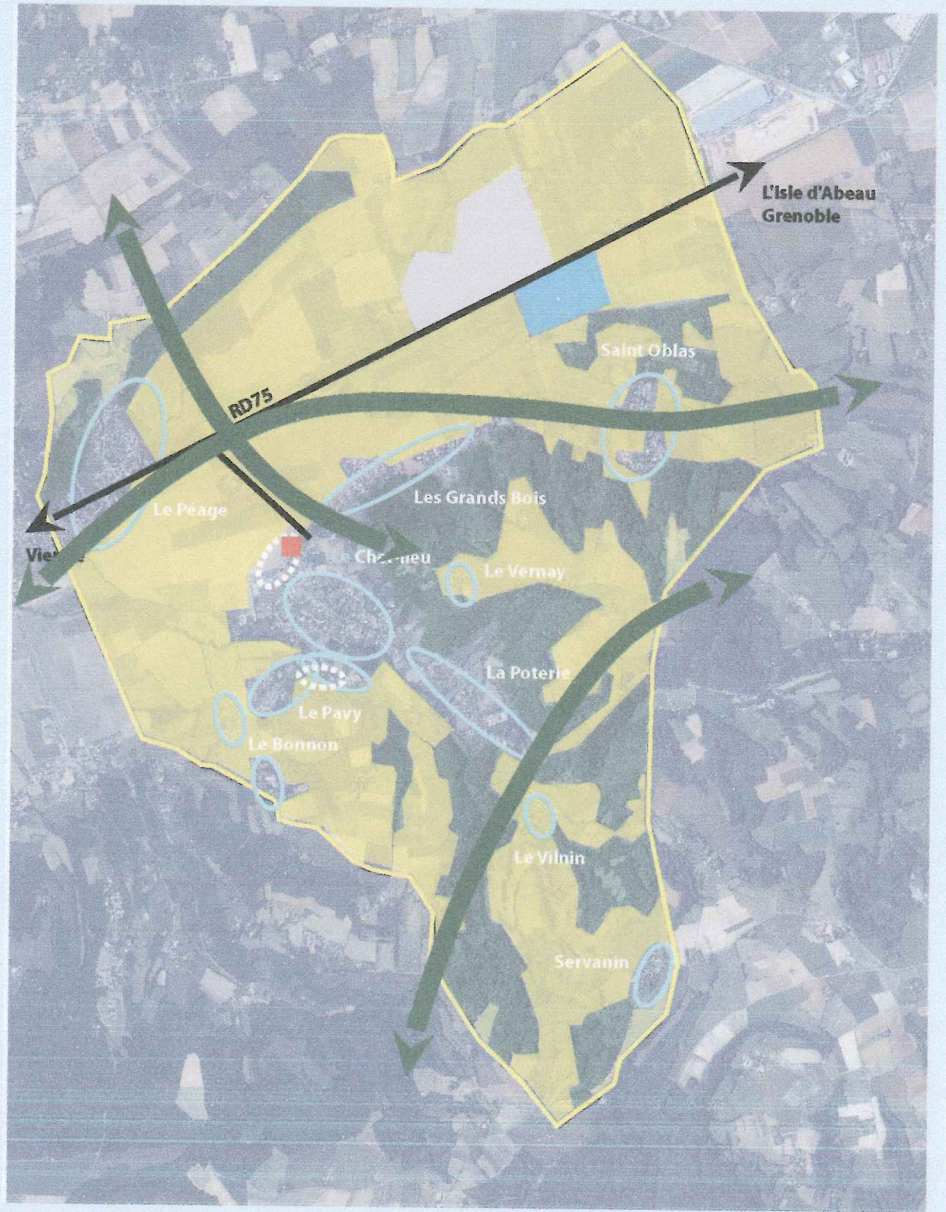 L'Isle d'Abeau
Grenoble
Saint Oblas
RD75
Les Grands Bois
Le Péage
Le Vernay
La Poterie
Le Pavy
Le Bonnon
Le Vilnin
Servanin